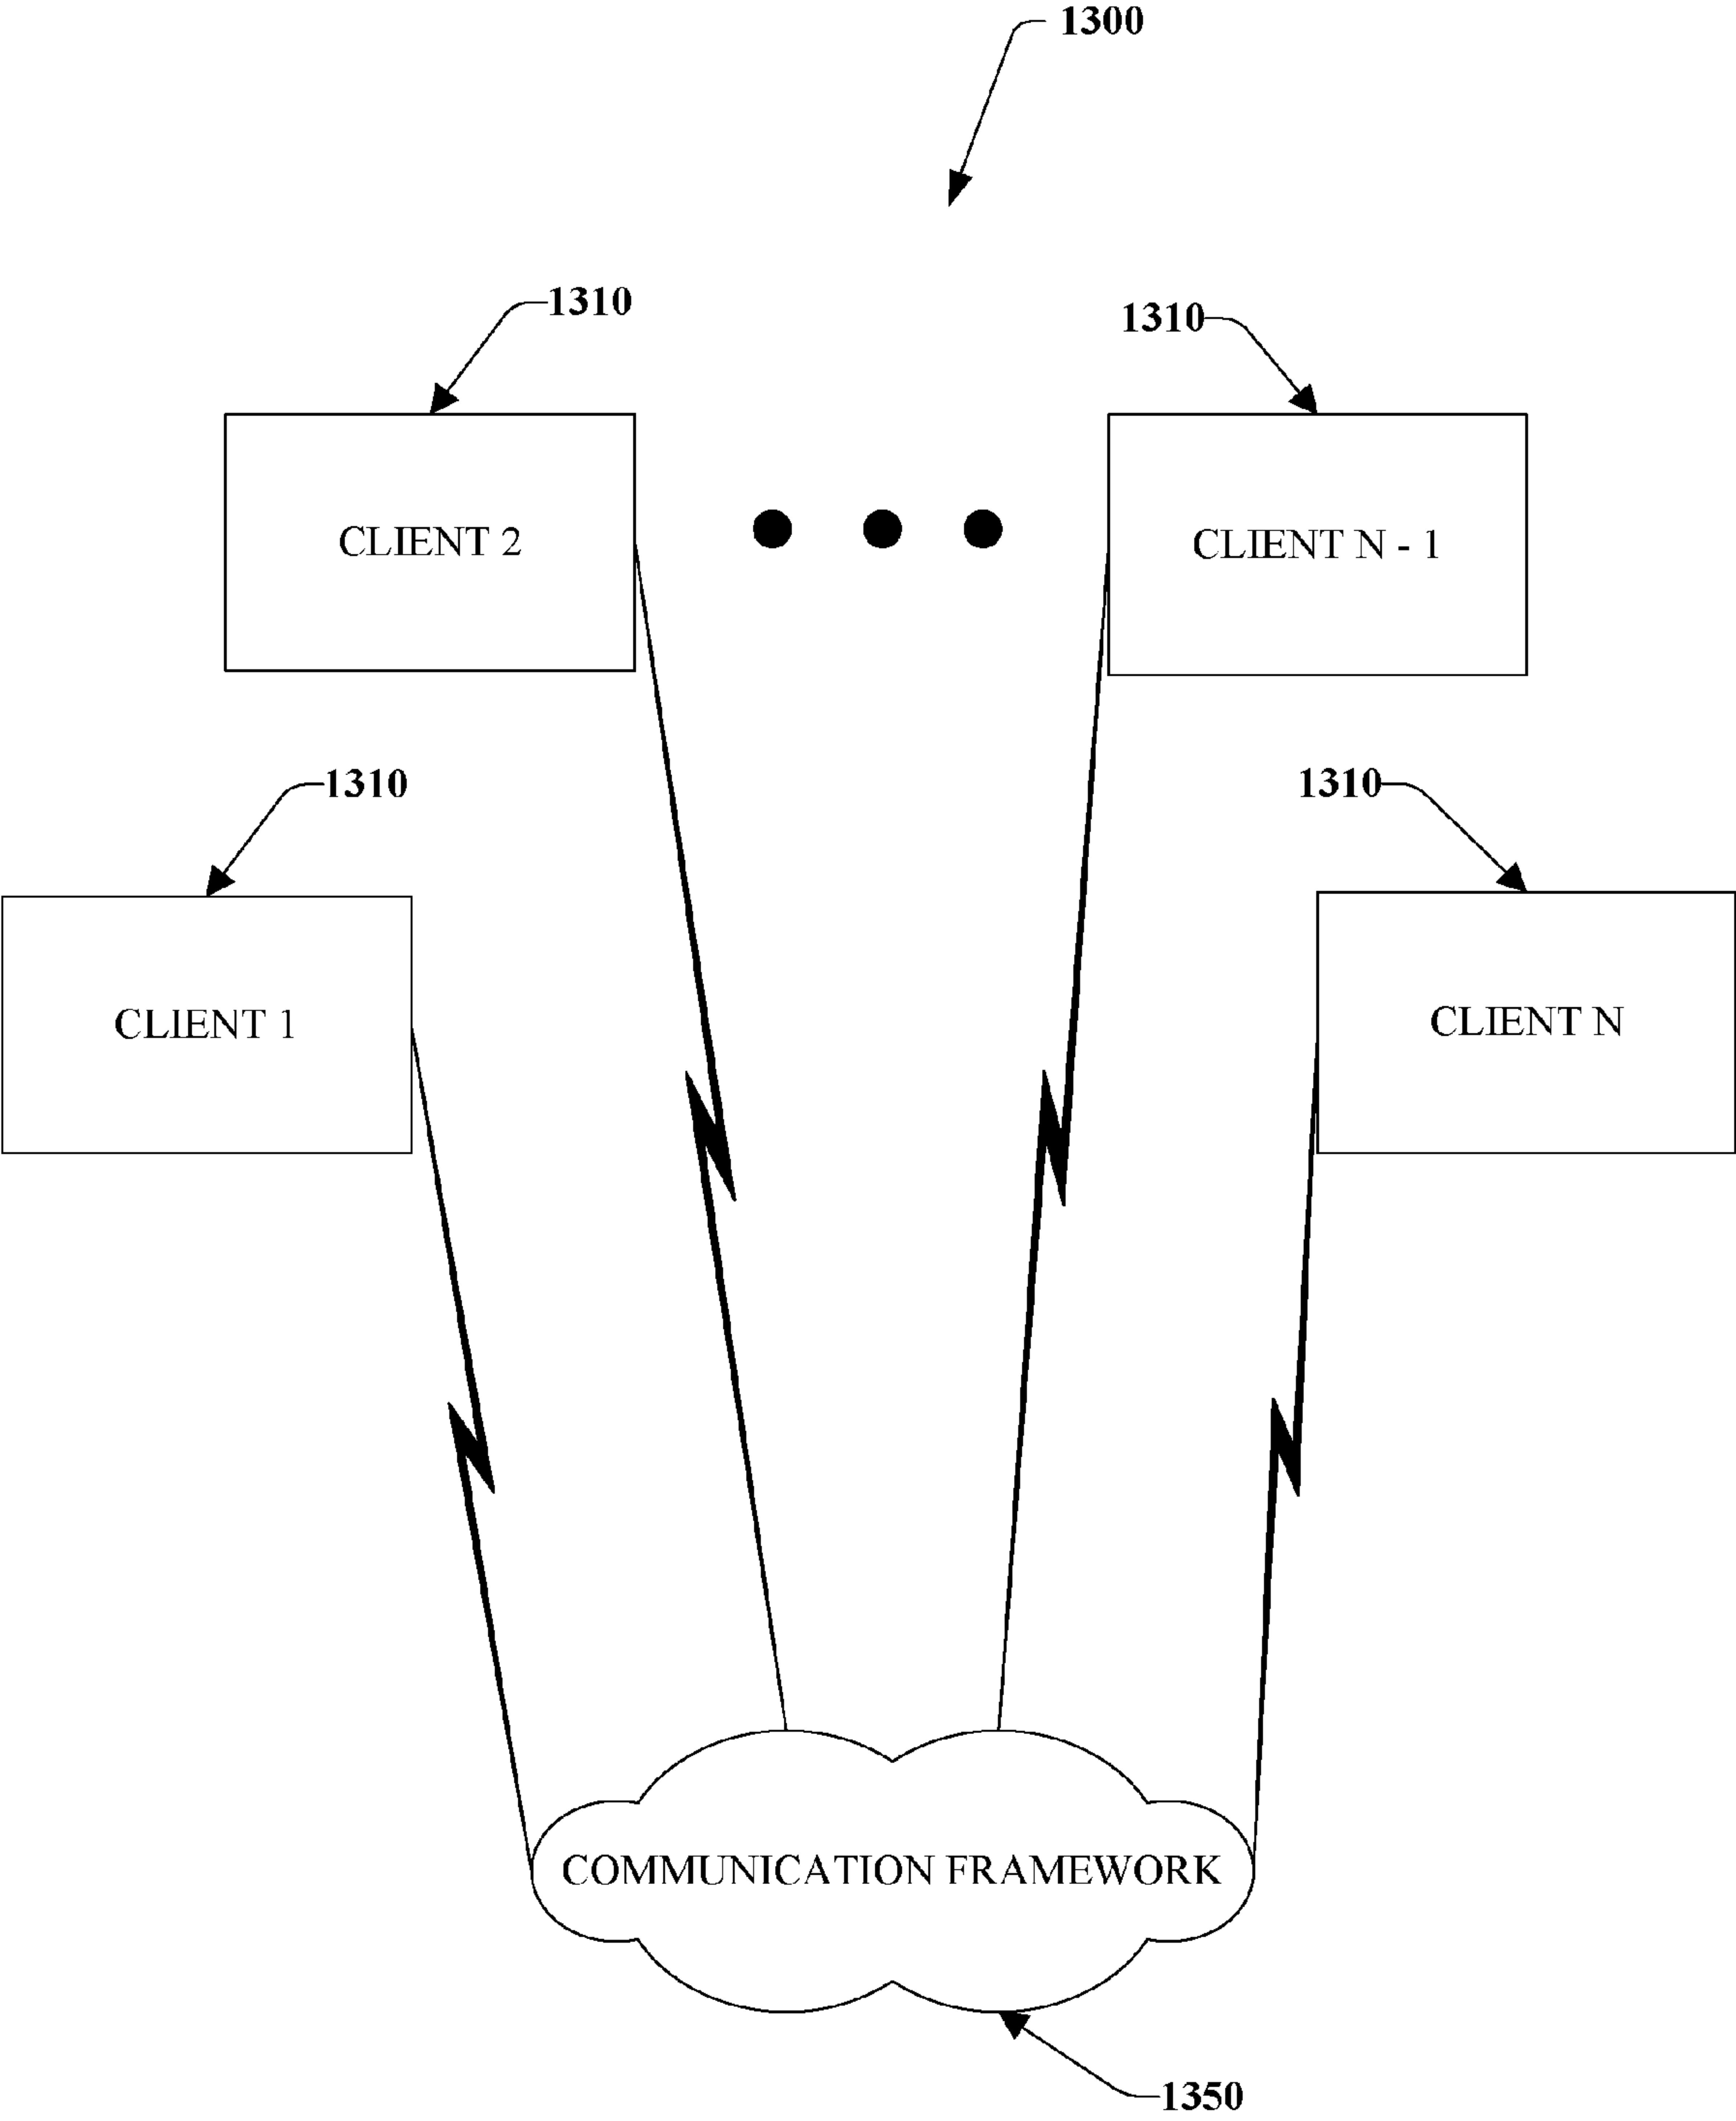 1300
1310
1310
CLIENT 2
CLIENT N - 1
1310
1310
CLIENT 1
CLIENT N
COMMUNICATION FRAMEWORK
1350